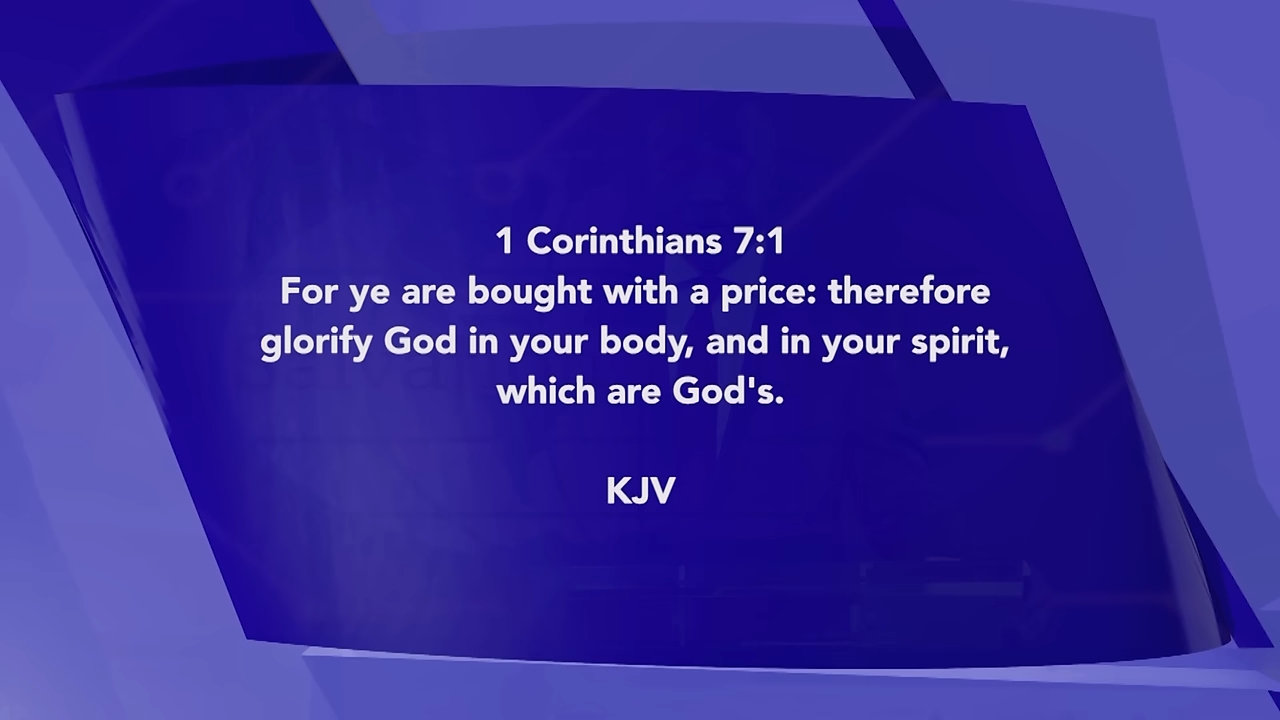 1 Corinthians 7:1
For ye are bought with a price: therefore
glorify God in your body, and in your spirit,
which are God's.
KJV